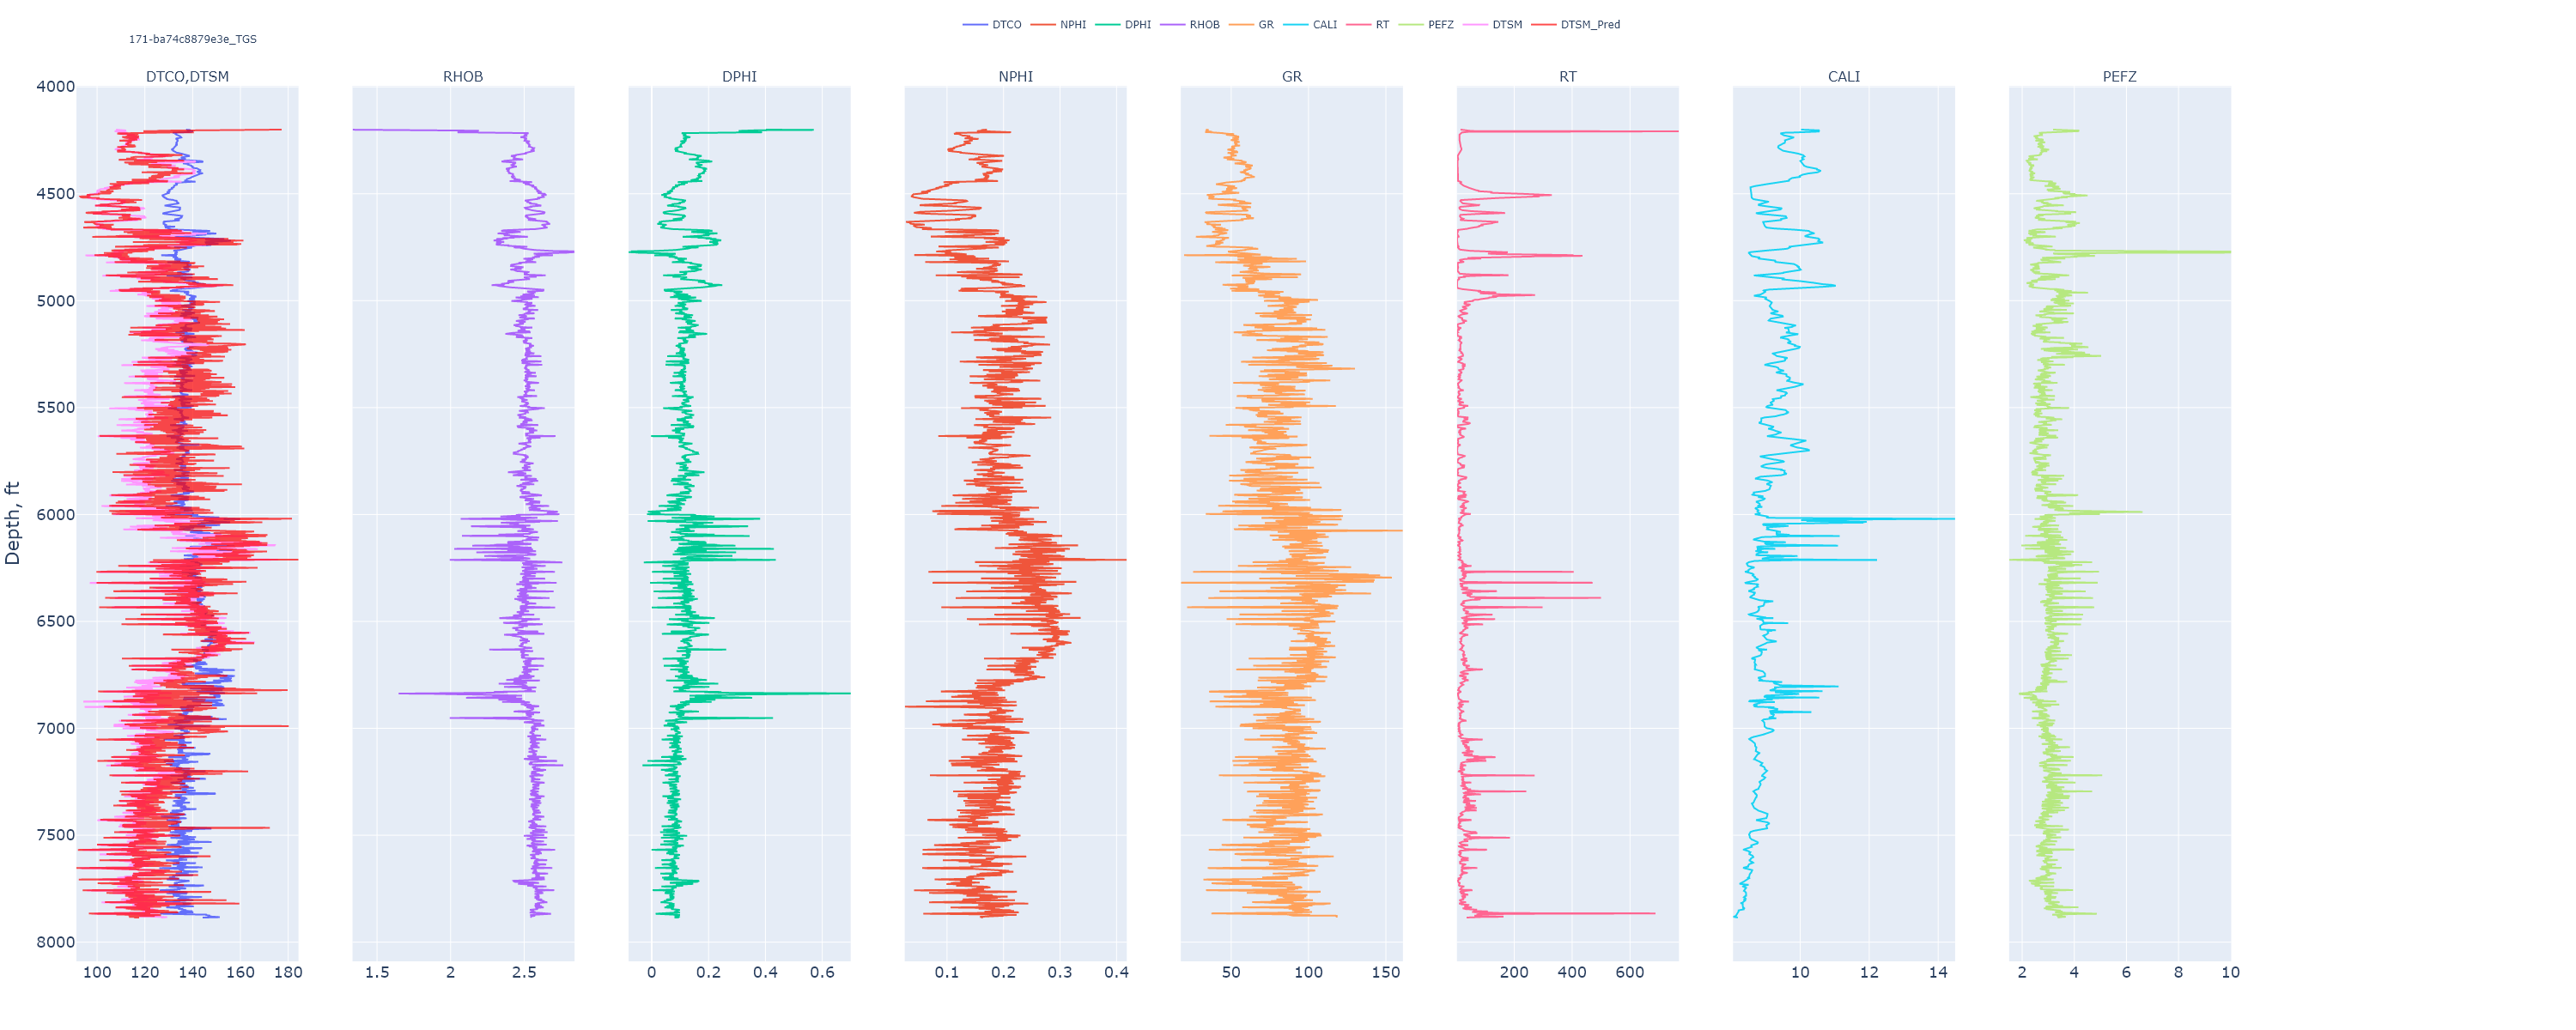 DTCO NPHI DPHI RHOB GR CALI RT PEFZ DTSM DTSM_Pred
171-ba74c8879e3e_TGS
DTCO,DTSM RHOB DPHI NPHI GR RT CALI PEFZ
4000
4500
5000
5500
6000
6500
7000
7500
8000
Depth, ft
100 120 140 160 180 1.5 2 2.5 0 0.2 0.4 0.6 0.1 0.2 0.3 0.4 50 100 150 200 400 600 10 12 14 2 4 6 8 10